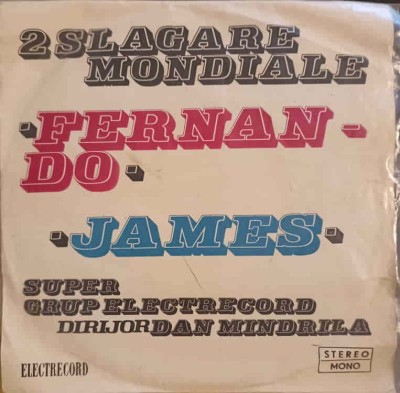 2 SLAGARE
MONDIALE
•FERNAN-
DO•
•JAMES•
SUPER
GRUP ELECTRECORD
DIRIJOR DAN MINDRILA
ELECTRECORD
STEREO
MONO